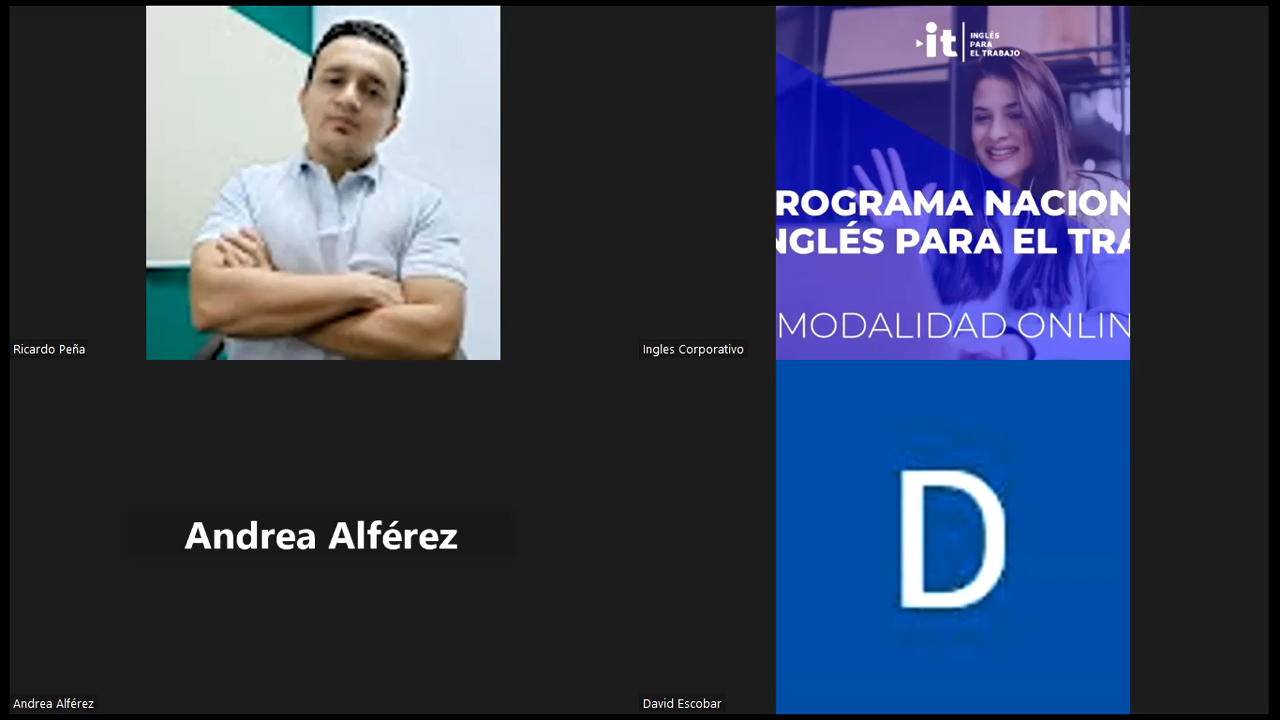 it
INGLÉS
PARA
EL TRABAJO
ROGRAMA NACION
NGLÉS PARA EL TRA
MODALIDAD ONLIN
Ricardo Peña
Ingles Corporativo
Andrea Alférez
D
Andrea Alférez
David Escobar